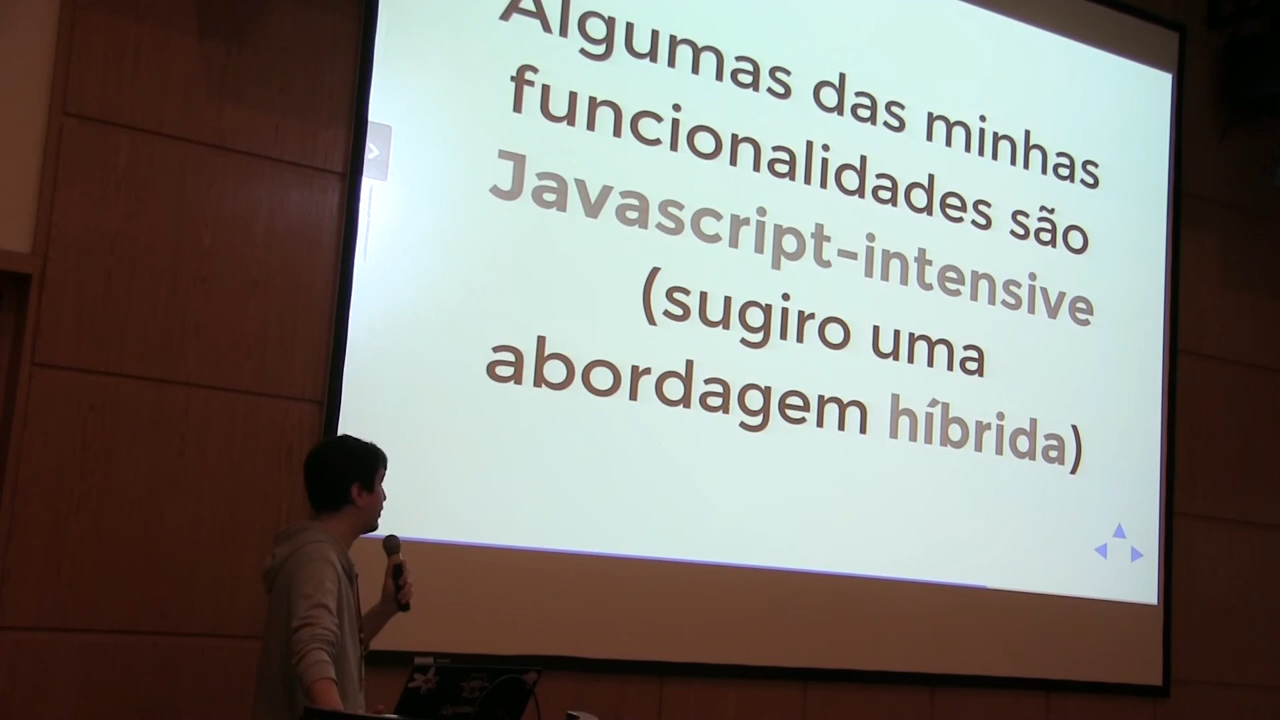 Algumas das minhas
funcionalidades são
Javascript-intensive
(sugiro uma
abordagem híbrida)